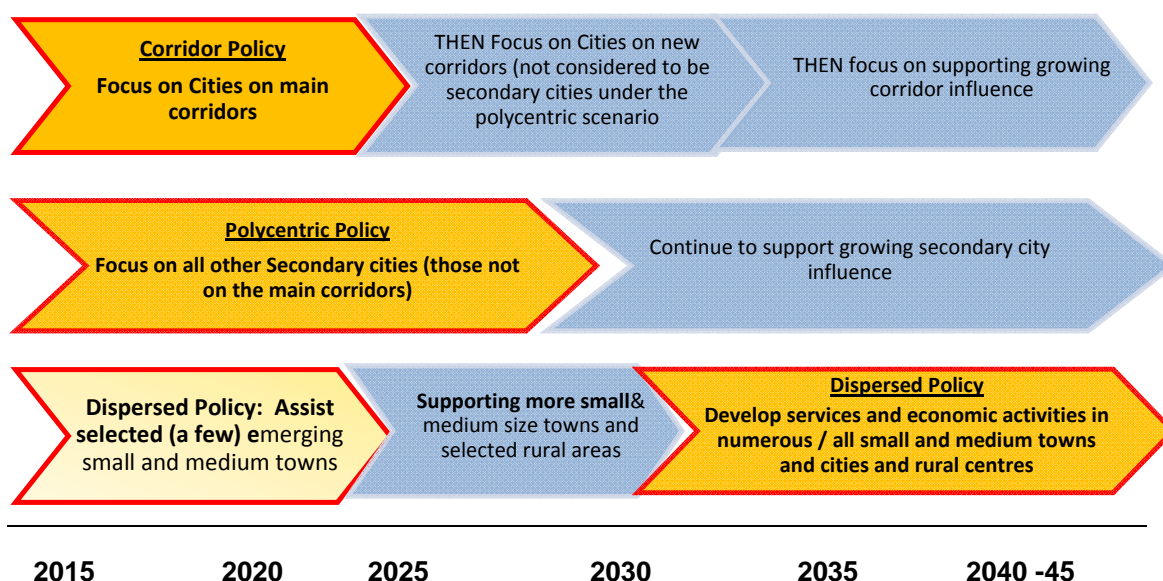 Corridor Policy
Focus on Cities on main
corridors
THEN Focus on Cities on new
corridors (not considered to be
secondary cities under the
polycentric scenario
THEN focus on supporting growing
corridor influence
Polycentric Policy
Focus on all other Secondary cities (those not
on the main corridors)
Continue to support growing secondary city
influence
Dispersed Policy: Assist
selected (a few) emerging
small and medium towns
Supporting more small&
medium size towns and
selected rural areas
Dispersed Policy
Develop services and economic activities in
numerous / all small and medium towns
and cities and rural centres
2015 2020 2025 2030 2035 2040 -45